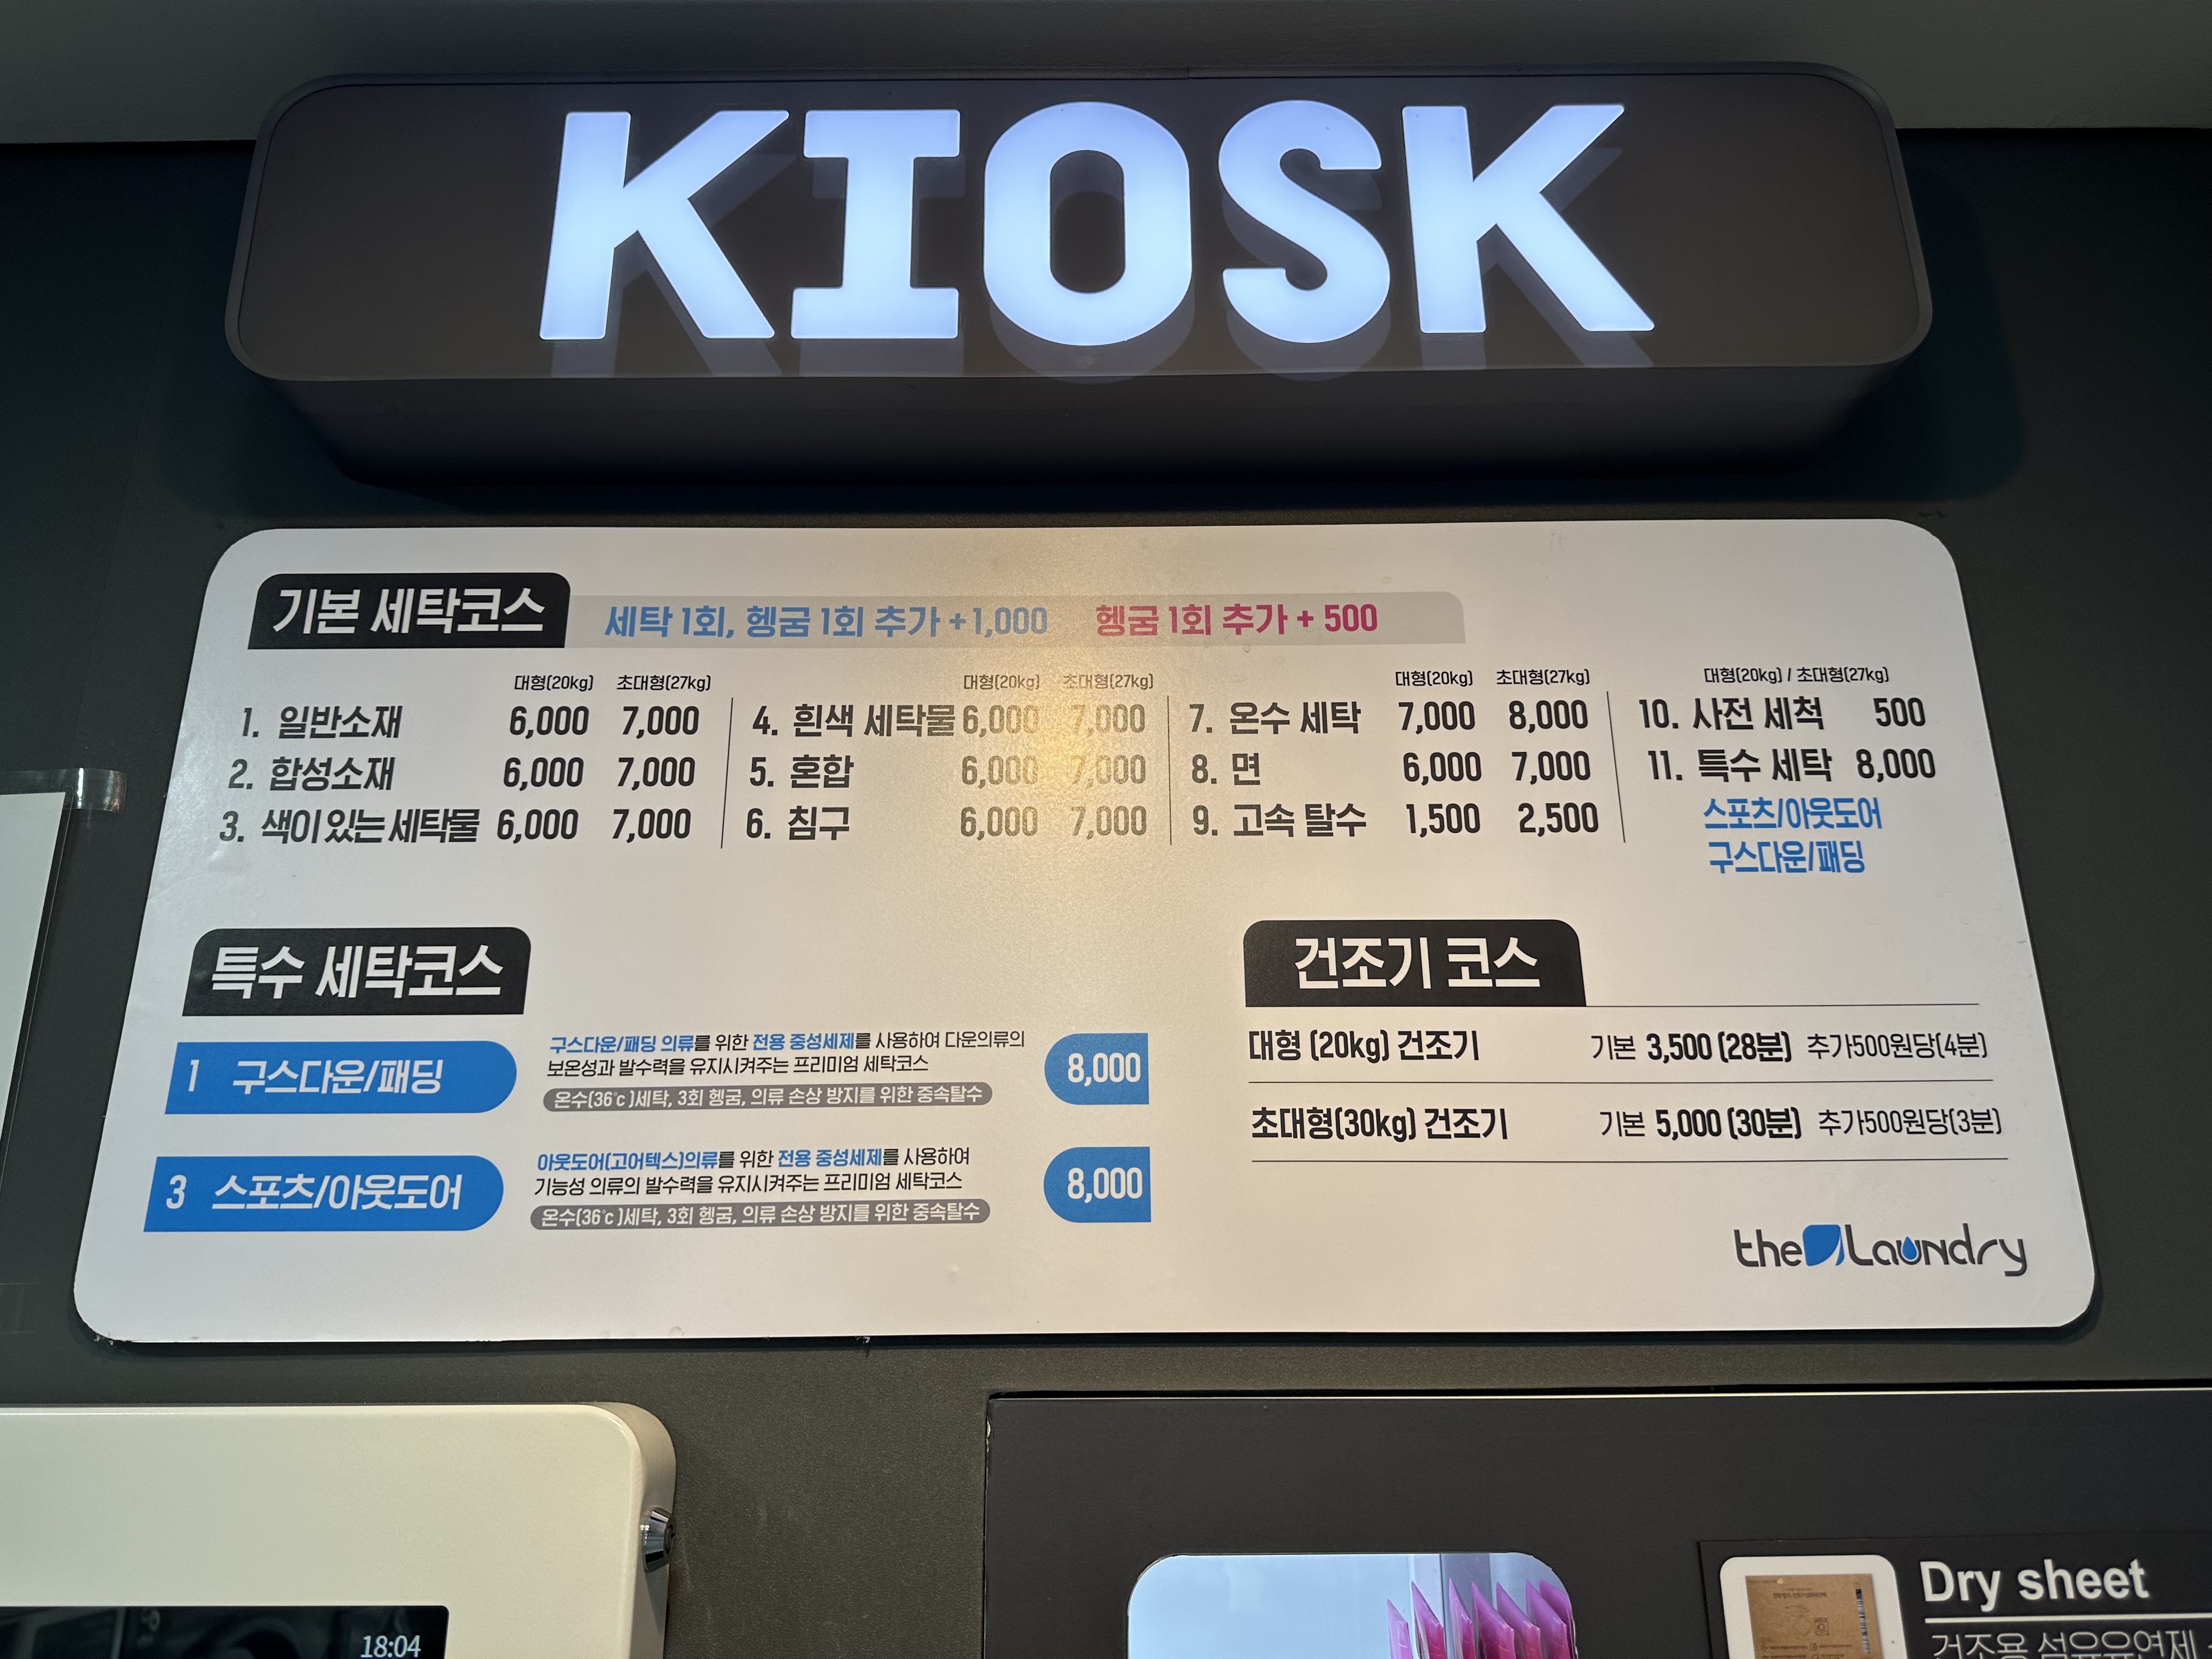 KIOSK
기본 세탁코스
세탁 1회, 헹굼 1회 추가 +1,000 헹굼 1회 추가 + 500
대형(20kg) 초대형(27kg)
1. 일반소재 6,000 7,000
2. 합성소재 6,000 7,000
3. 색이 있는 세탁물 6,000 7,000
대형(20kg) 초대형(27kg)
4. 흰색 세탁물 6,000 7,000
5. 혼합 6,000 7,000
6. 침구 6,000 7,000
대형(20kg) 초대형(27kg)
7. 온수 세탁 7,000 8,000
8. 면 6,000 7,000
9. 고속 탈수 1,500 2,500
대형(20kg) / 초대형(27kg)
10. 사전 세척 500
11. 특수 세탁 8,000
스포츠/아웃도어
구스다운/패딩
특수 세탁코스
1 구스다운/패딩
구스다운/패딩 의류를 위한 전용 중성세제를 사용하여 다운의류의
보온성과 발수력을 유지시켜주는 프리미엄 세탁코스
온수(36℃)세탁, 3회 헹굼, 의류 손상 방지를 위한 중속탈수
8,000
3 스포츠/아웃도어
아웃도어(고어텍스)의류를 위한 전용 중성세제를 사용하여
기능성 의류의 발수력을 유지시켜주는 프리미엄 세탁코스
온수(36℃)세탁, 3회 헹굼, 의류 손상 방지를 위한 중속탈수
8,000
건조기 코스
대형 (20kg) 건조기 기본 3,500 (28분) 추가500원당(4분)
초대형(30kg) 건조기 기본 5,000 (30분) 추가500원당(3분)
the Laundry
18:04
Dry sheet
건조용 섬유유연제